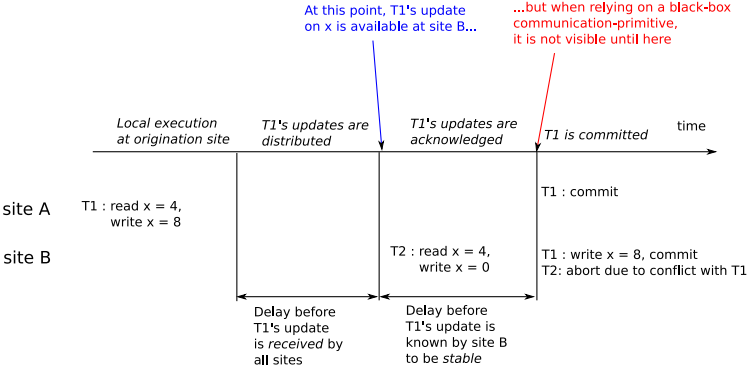 At this point, T1's update
on x is available at site B...
...but when relying on a black-box
communication-primitive,
it is not visible until here
Local execution
at origination site
T1's updates are
distributed
T1's updates are
acknowledged
T1 is committed
time
site A
T1 : read x = 4,
write x = 8
T1 : commit
site B
T2 : read x = 4,
write x = 0
T1 : write x = 8, commit
T2: abort due to conflict with T1
Delay before
T1's update
is received by
all sites
Delay before
T1's update is
known by site B
to be stable